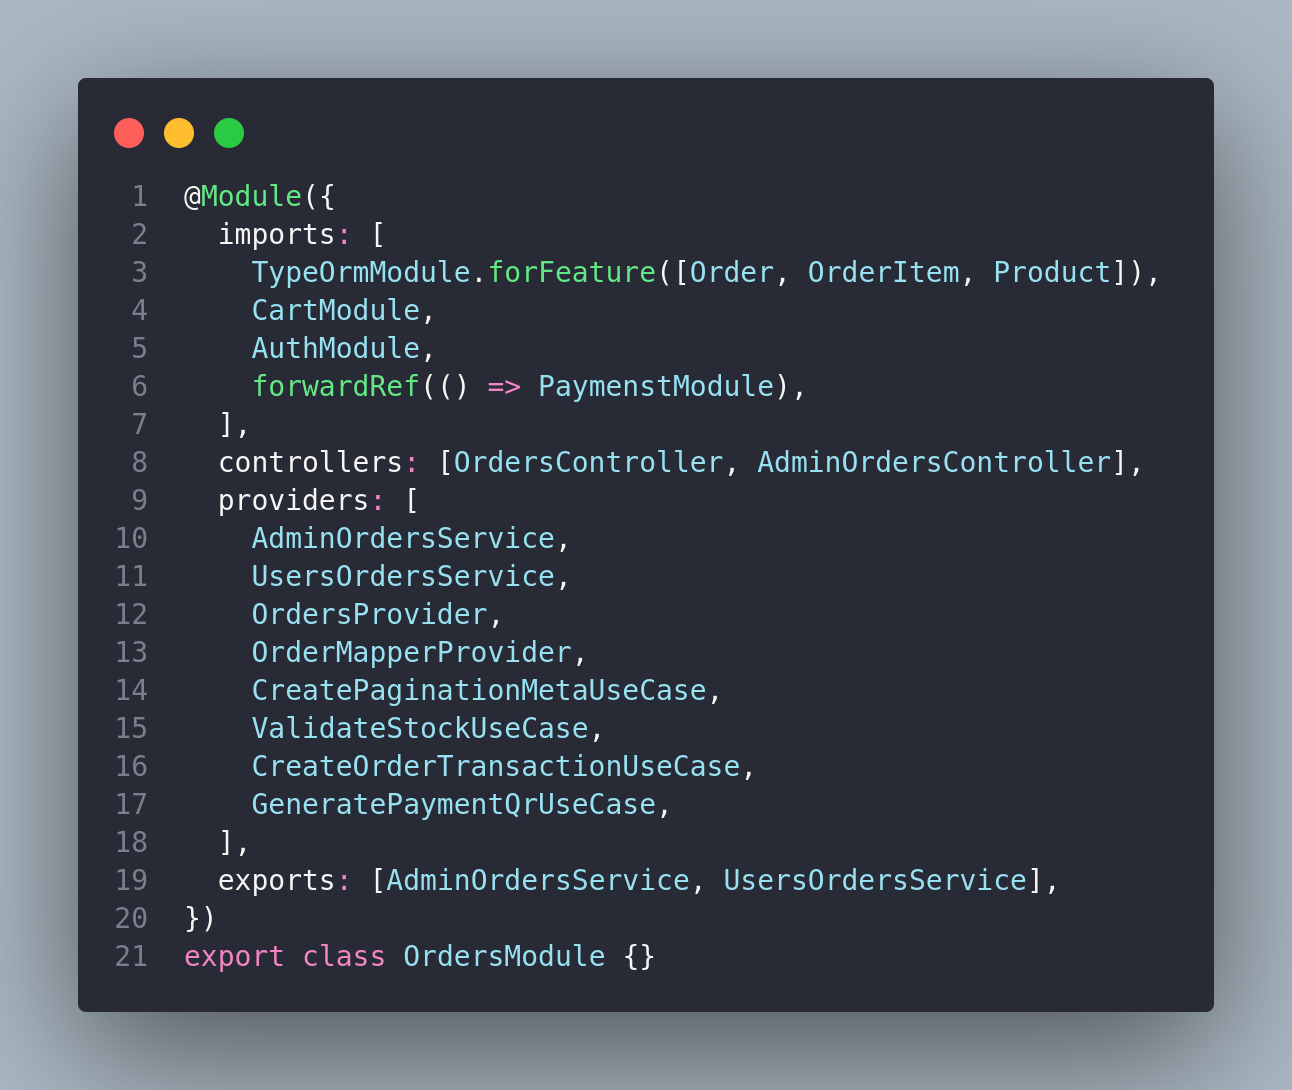 1 @Module({
2   imports: [
3     TypeOrmModule.forFeature([Order, OrderItem, Product]),
4     CartModule,
5     AuthModule,
6     forwardRef(() => PaymenstModule),
7   ],
8   controllers: [OrdersController, AdminOrdersController],
9   providers: [
10     AdminOrdersService,
11     UsersOrdersService,
12     OrdersProvider,
13     OrderMapperProvider,
14     CreatePaginationMetaUseCase,
15     ValidateStockUseCase,
16     CreateOrderTransactionUseCase,
17     GeneratePaymentQrUseCase,
18   ],
19   exports: [AdminOrdersService, UsersOrdersService],
20 })
21 export class OrdersModule {}